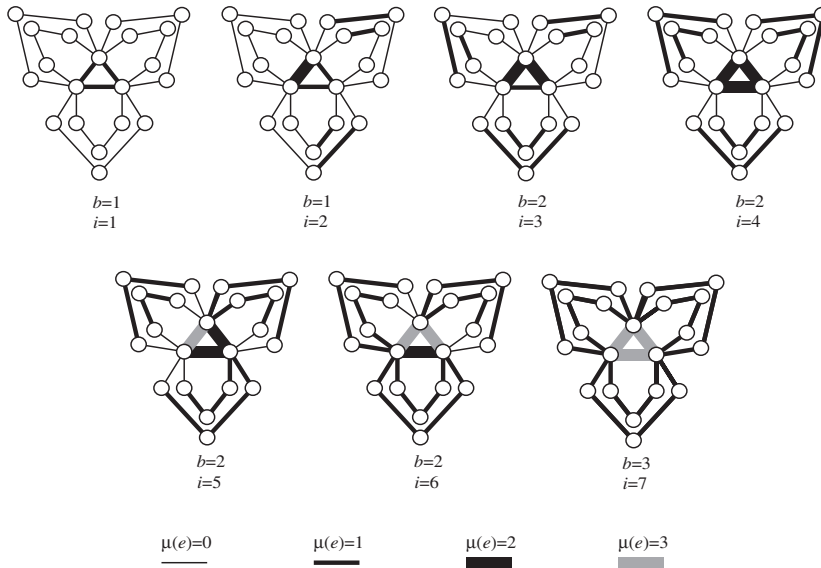 b=1 b=1 b=2 b=2
i=1 i=2 i=3 i=4
b=2 b=2 b=3
i=5 i=6 i=7
μ(e)=0 μ(e)=1 μ(e)=2 μ(e)=3